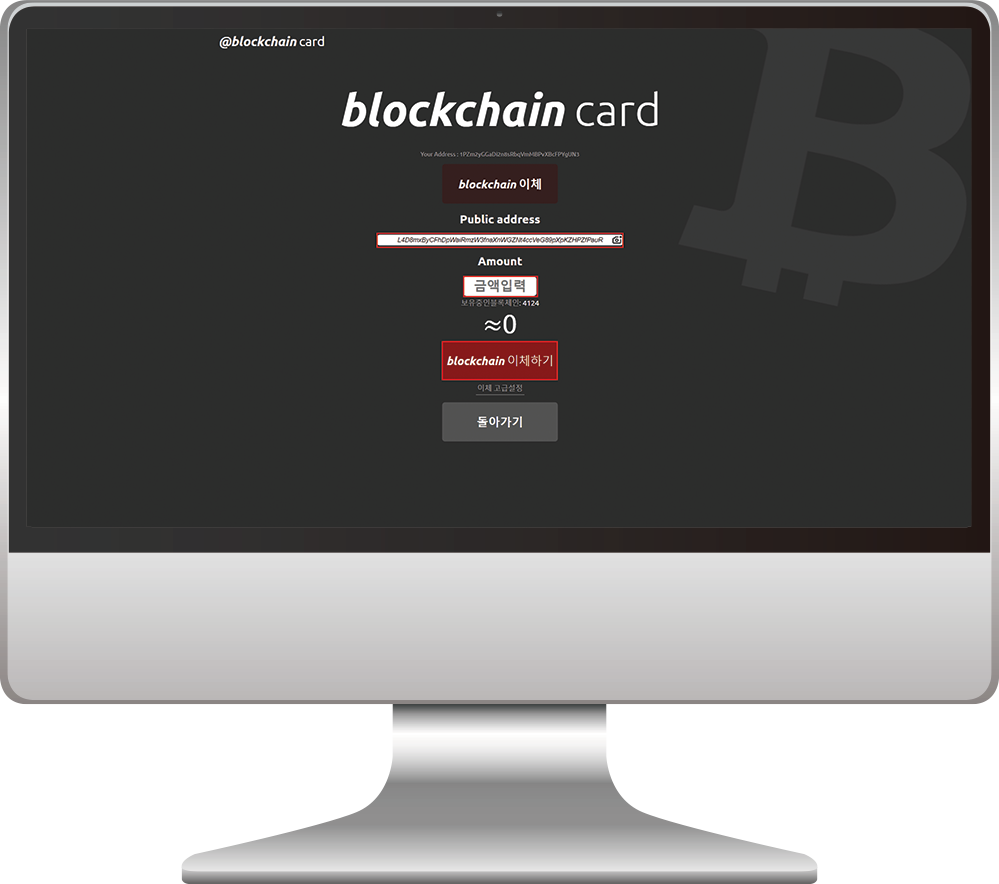 @blockchain card
blockchain card
Your Address :
blockchain 이체
Public address
Amount
금액입력
보유중인블록체인: 4124
≈0
blockchain 이체하기
이체 고급설정
돌아가기